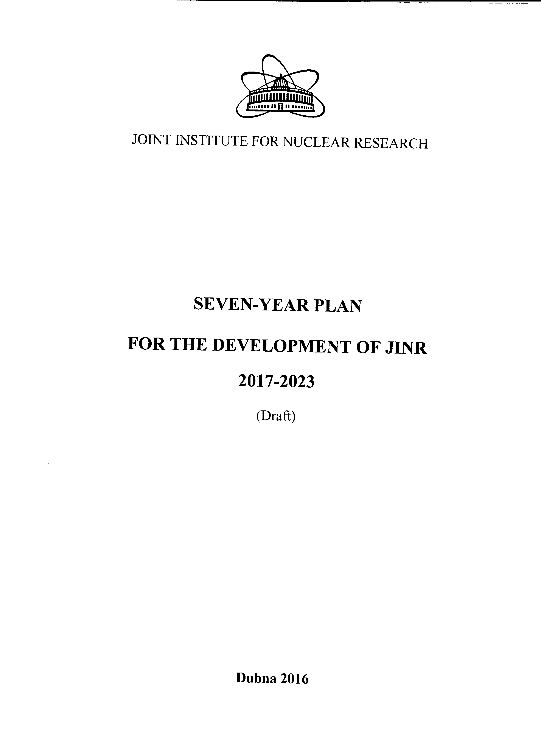 JOINT INSTITUTE FOR NUCLEAR RESEARCH
SEVEN-YEAR PLAN
FOR THE DEVELOPMENT OF JINR
2017-2023
(Draft)
Dubna 2016